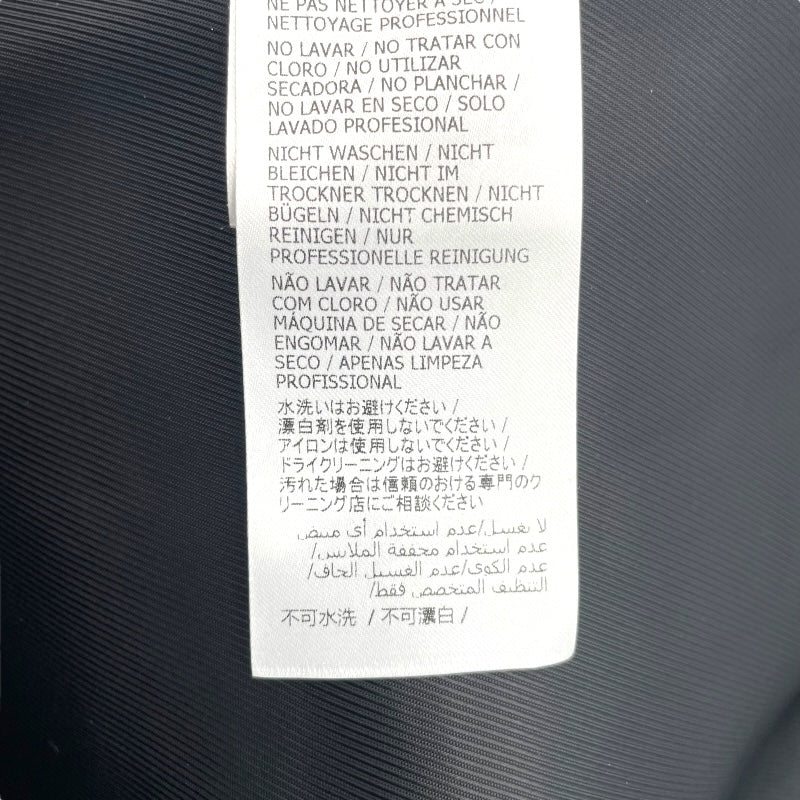 NE PAS NETTOYER A SEC /
NETTOYAGE PROFESSIONNEL
NO LAVAR / NO TRATAR CON
CLORO / NO UTILIZAR
SECADORA / NO PLANCHAR /
NO LAVAR EN SECO / SOLO
LAVADO PROFESIONAL
NICHT WASCHEN / NICHT
BLEICHEN / NICHT IM
TROCKNER TROCKNEN / NICHT
BÜGELN / NICHT CHEMISCH
REINIGEN / NUR
PROFESSIONELLE REINIGUNG
NÃO LAVAR / NÃO TRATAR
COM CLORO / NÃO USAR
MÁQUINA DE SECAR / NÃO
ENGOMAR / NÃO LAVAR A
SECO / APENAS LIMPEZA
PROFISSIONAL
水洗いはお避けください /
漂白剤を使用しないでください /
アイロンは使用しないでください /
ドライクリーニングはお避けください /
汚れた場合は信頼のおける専門のク
リーニング店にご相談ください
لا يغسل/عدم استخدام أي مبيض
عدم استخدام مجففة الملابس/
عدم الكوي/عدم الغسيل الجاف/
التنظيف المتخصص فقط/
不可水洗 / 不可漂白 /